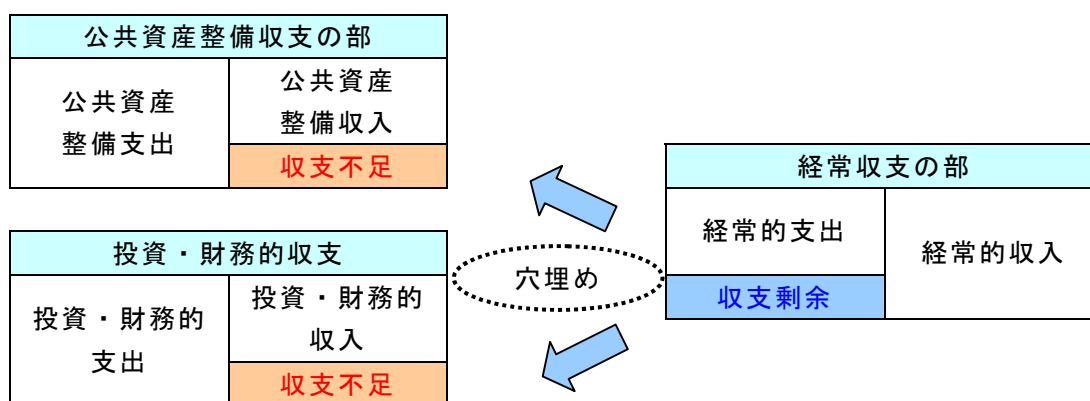 公共資産整備収支の部
公共資産
整備支出
公共資産
整備収入
収支不足
投資・財務的収支
投資・財務的
支出
投資・財務的
収入
収支不足
穴埋め
経常収支の部
経常的支出
収支剰余
経常的収入